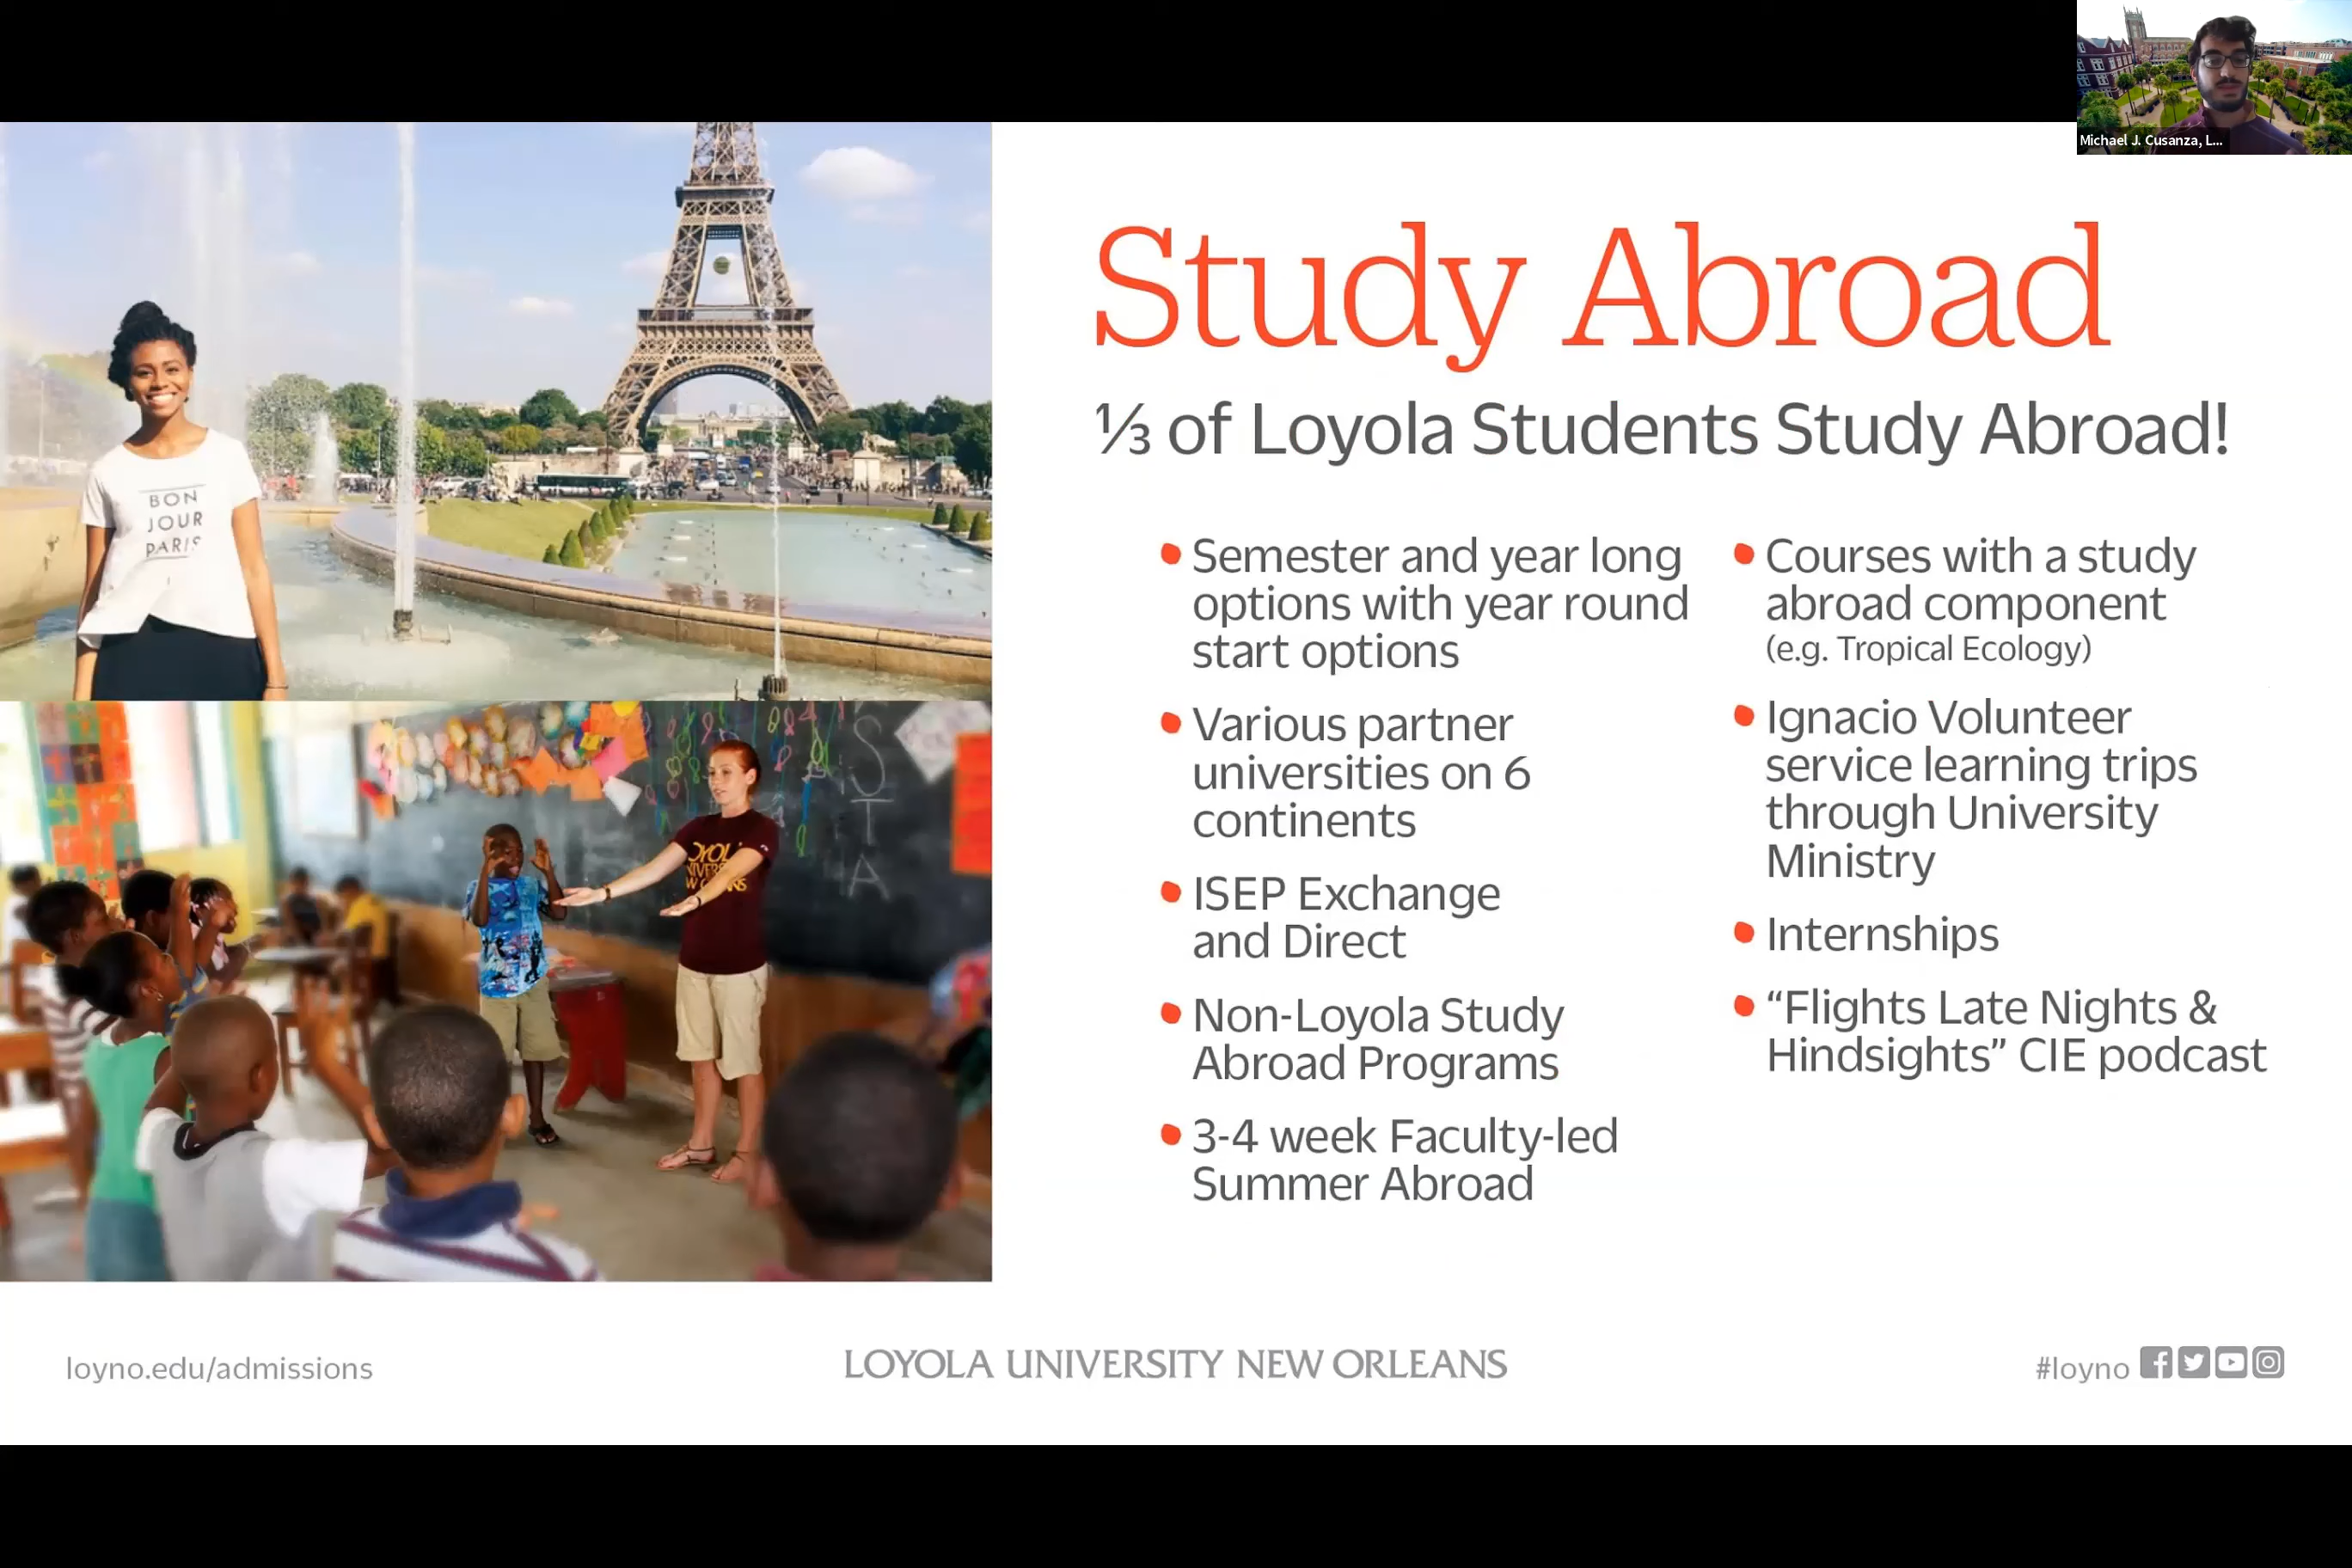 Michael J. Cusanza, L...
Study Abroad
⅓ of Loyola Students Study Abroad!
Semester and year long
options with year round
start options
Various partner
universities on 6
continents
ISEP Exchange
and Direct
Non-Loyola Study
Abroad Programs
3-4 week Faculty-led
Summer Abroad
Courses with a study
abroad component
(e.g. Tropical Ecology)
Ignacio Volunteer
service learning trips
through University
Ministry
Internships
“Flights Late Nights &
Hindsights” CIE podcast
BON
JOUR
PARIS
loyno.edu/admissions
LOYOLA UNIVERSITY NEW ORLEANS
#loyno